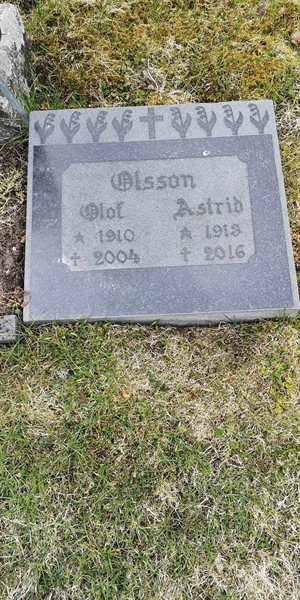 Olsson
Olof Astrid
* 1910 * 1913
† 2004 † 2016